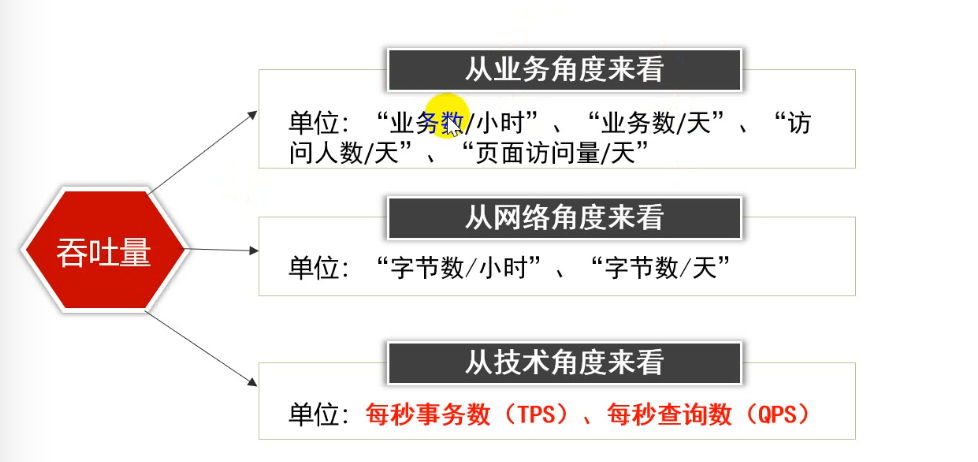 吞吐量
从业务角度来看
单位：“业务数/小时”、“业务数/天”、“访
问人数/天”、“页面访问量/天”
从网络角度来看
单位：“字节数/小时”、“字节数/天”
从技术角度来看
单位：每秒事务数（TPS）、每秒查询数（QPS）